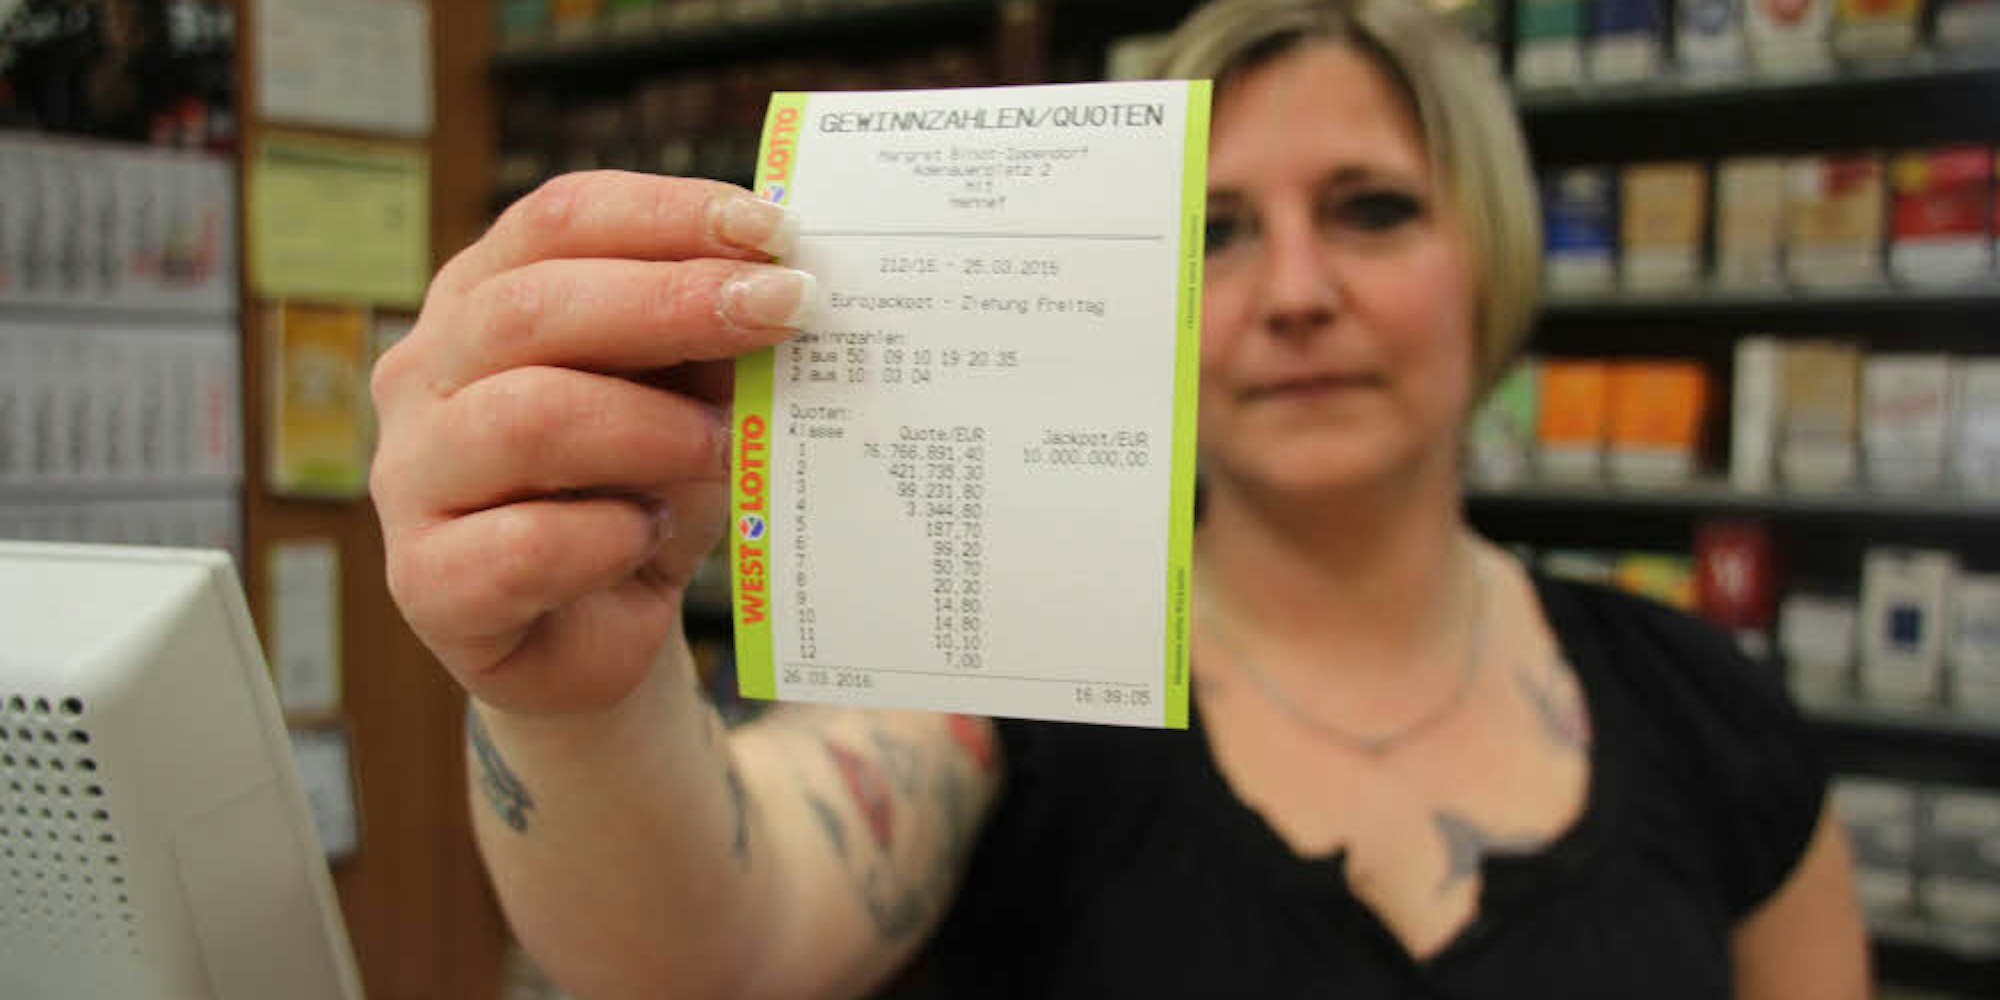 GEWINNZAHLEN/QUOTEN
Adenauerplatz 2
mit
Hennef
212/16 - 25.03.2016
Eurojackpot - Ziehung Freitag
Gewinnzahlen:
5 aus 50: 09 10 19 20 35
2 aus 10: 03 04
Quoten:
Klasse Quote/EUR Jackpot/EUR
1 76.766.891,40 10.000.000,00
2 421.735,30
3 99.231,80
4 3.344,80
5 187,70
6 99,20
7 50,70
8 20,30
9 14,80
10 14,80
11 10,10
12 7,00
26.03.2016 16:39:05
LOTTO
WEST LOTTO